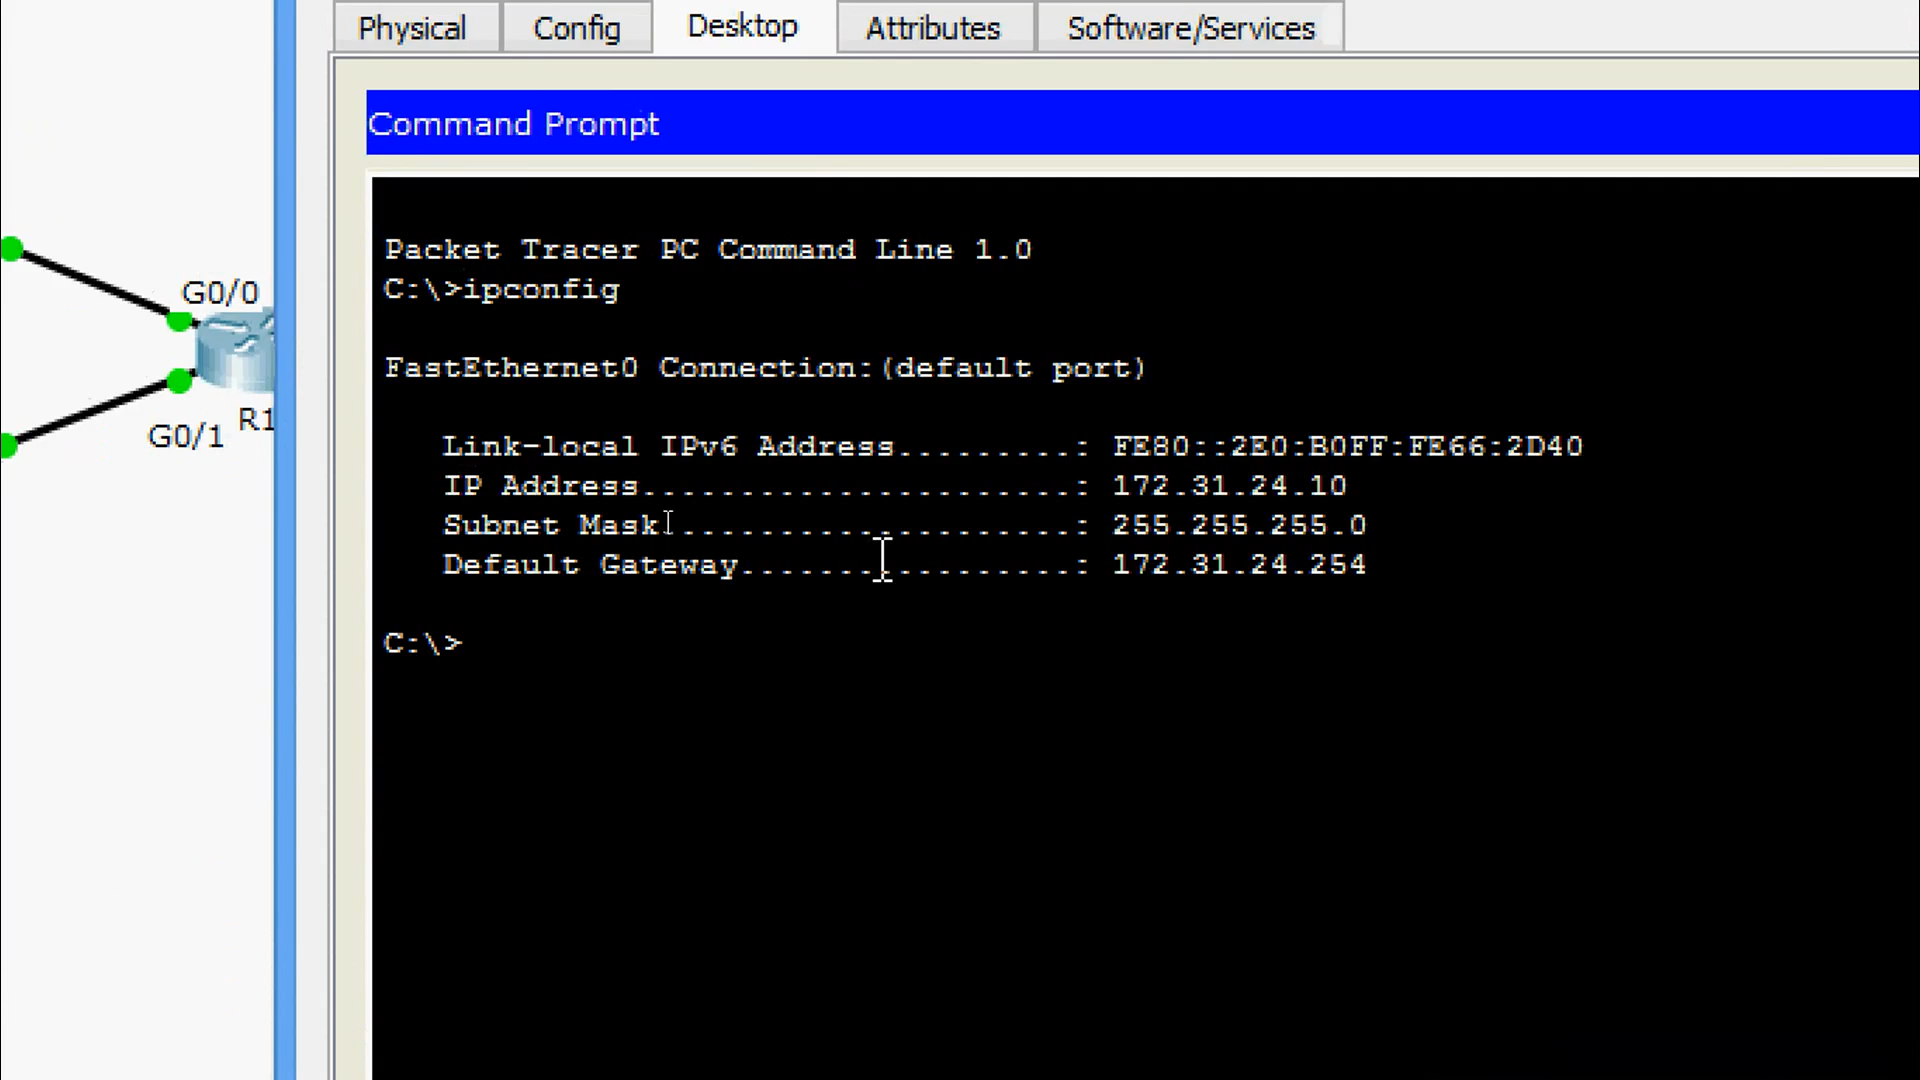 Physical Config Desktop Attributes Software/Services
Command Prompt
Packet Tracer PC Command Line 1.0
C:\>ipconfig
FastEthernet0 Connection:(default port)
Link-local IPv6 Address.........: FE80::2E0:B0FF:FE66:2D40
IP Address......................: 172.31.24.10
Subnet Mask.....................: 255.255.255.0
Default Gateway.................: 172.31.24.254
C:\>
G0/0
G0/1
R1